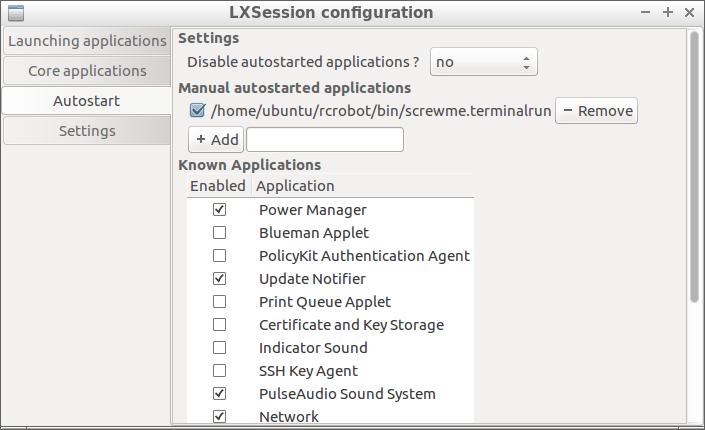 LXSession configuration
Launching applications
Core applications
Autostart
Settings
Settings
Disable autostarted applications ? no
Manual autostarted applications
/home/ubuntu/rcrobot/bin/screwme.terminalrun Remove
Add
Known Applications
Enabled Application
Power Manager
Blueman Applet
PolicyKit Authentication Agent
Update Notifier
Print Queue Applet
Certificate and Key Storage
Indicator Sound
SSH Key Agent
PulseAudio Sound System
Network